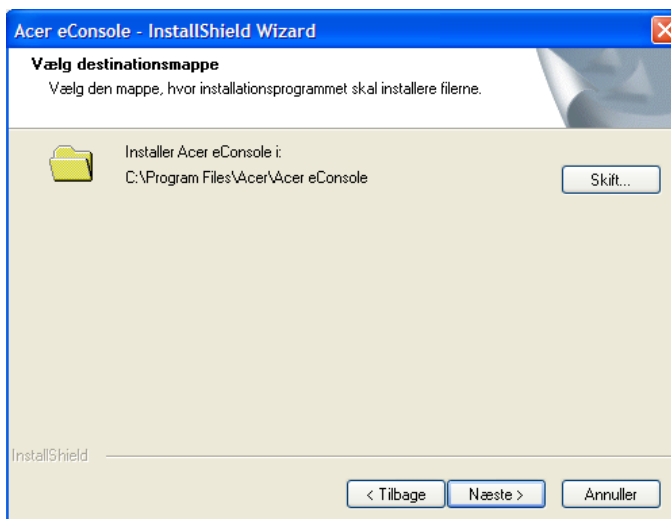 Acer eConsole - InstallShield Wizard
Vælg destinationsmappe
Vælg den mappe, hvor installationsprogrammet skal installere filerne.
Installer Acer eConsole i:
C:\Program Files\Acer\Acer eConsole
Skift...
InstallShield
< Tilbage
Næste >
Annuller